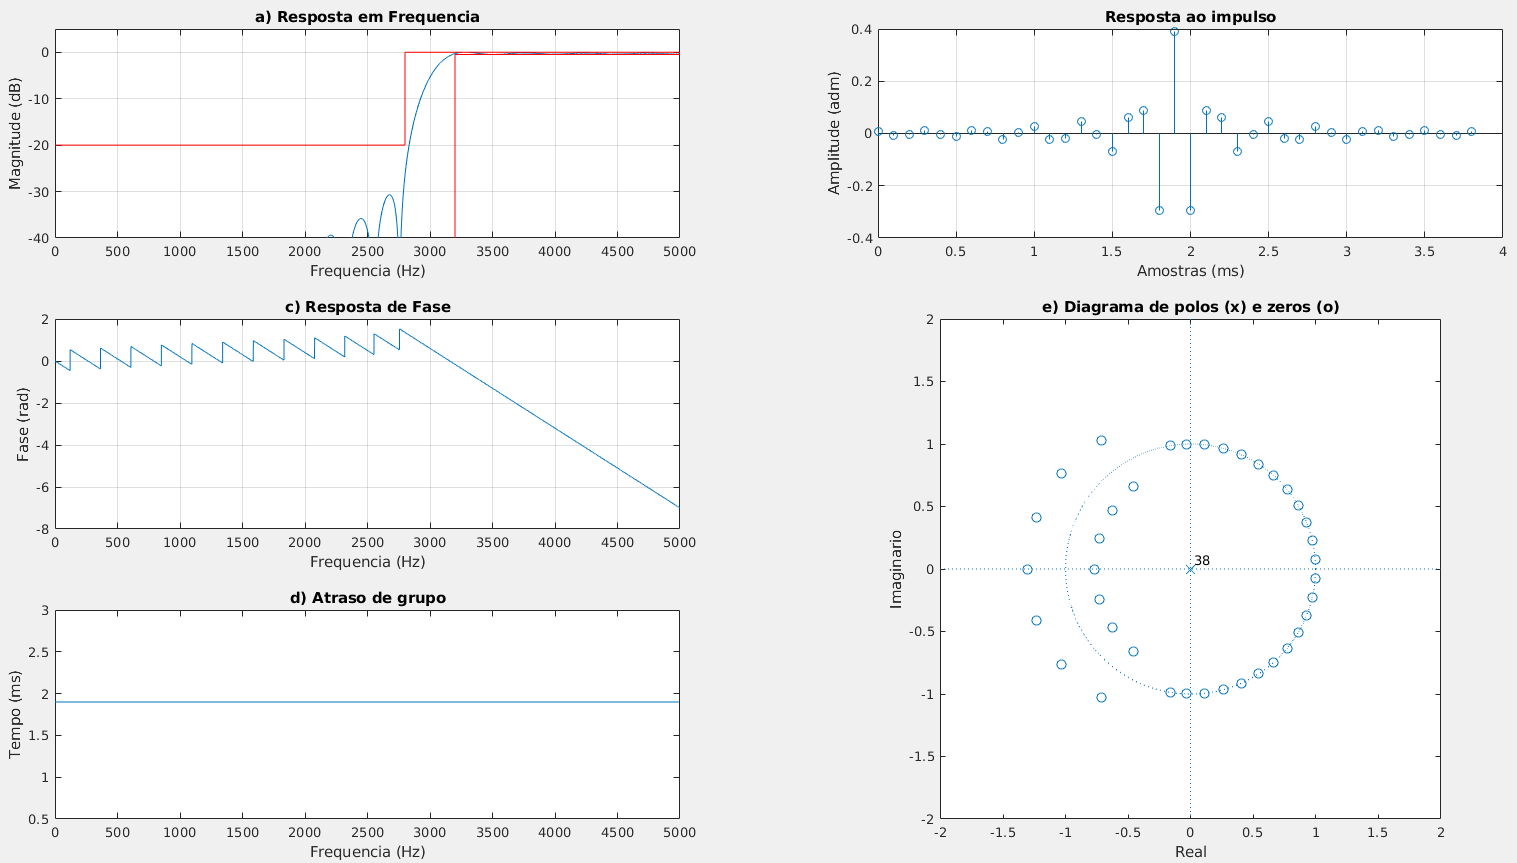 a) Resposta em Frequencia
Magnitude (dB)
0
-10
-20
-30
-40
0 500 1000 1500 2000 2500 3000 3500 4000 4500 5000
Frequencia (Hz)
Resposta ao impulso
Amplitude (adm)
0.4
0.2
0
-0.2
-0.4
0 0.5 1 1.5 2 2.5 3 3.5 4
Amostras (ms)
c) Resposta de Fase
Fase (rad)
2
0
-2
-4
-6
-8
0 500 1000 1500 2000 2500 3000 3500 4000 4500 5000
Frequencia (Hz)
d) Atraso de grupo
Tempo (ms)
3
2.5
2
1.5
1
0.5
0 500 1000 1500 2000 2500 3000 3500 4000 4500 5000
Frequencia (Hz)
e) Diagrama de polos (x) e zeros (o)
Imaginario
2
1.5
1
0.5
0
-0.5
-1
-1.5
-2
38
-2 -1.5 -1 -0.5 0 0.5 1 1.5 2
Real